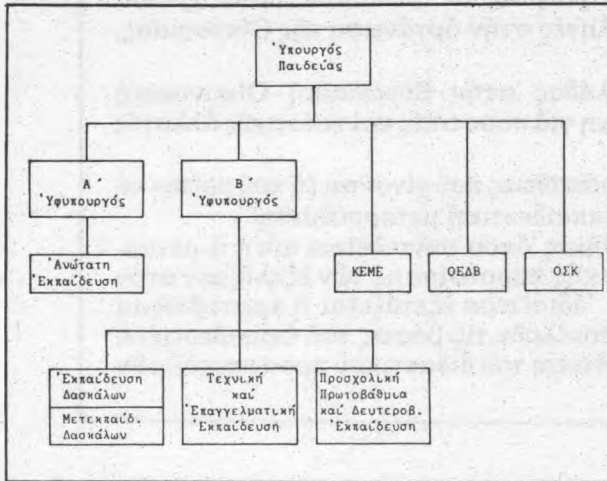 Ὑπουργός
Παιδείας
Α΄
Ὑφυπουργός
Β΄
Ὑφυπουργός
Ἀνώτατη
Ἐκπαίδευση
ΚΕΜΕ
ΟΕΔΒ
ΟΣΚ
Ἐκπαίδευση
Δασκάλων
Μετεκπαίδ.
Δασκάλων
Τεχνική
καί
Ἐπαγγελματική
Ἐκπαίδευση
Προσχολική
Πρωτοβάθμια
καί Δευτεροβ.
Ἐκπαίδευση